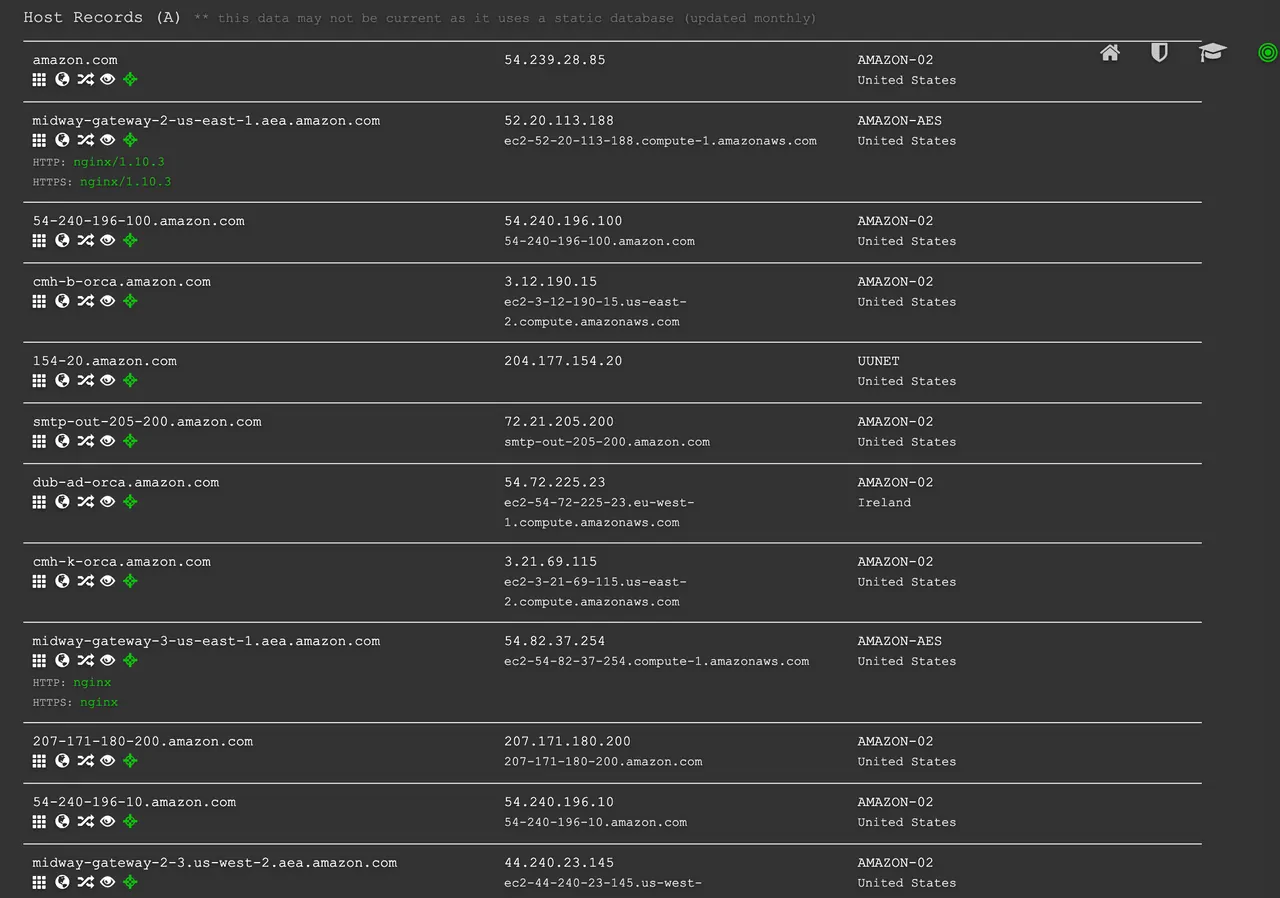 Host Records (A) ** this data may not be current as it uses a static database (updated monthly)
amazon.com 54.239.28.85 AMAZON-02
United States
midway-gateway-2-us-east-1.aea.amazon.com 52.20.113.188 AMAZON-AES
ec2-52-20-113-188.compute-1.amazonaws.com United States
HTTP: nginx/1.10.3
HTTPS: nginx/1.10.3
54-240-196-100.amazon.com 54.240.196.100 AMAZON-02
54-240-196-100.amazon.com United States
cmh-b-orca.amazon.com 3.12.190.15 AMAZON-02
ec2-3-12-190-15.us-east- United States
2.compute.amazonaws.com
154-20.amazon.com 204.177.154.20 UUNET
United States
smtp-out-205-200.amazon.com 72.21.205.200 AMAZON-02
smtp-out-205-200.amazon.com United States
dub-ad-orca.amazon.com 54.72.225.23 AMAZON-02
ec2-54-72-225-23.eu-west- Ireland
1.compute.amazonaws.com
cmh-k-orca.amazon.com 3.21.69.115 AMAZON-02
ec2-3-21-69-115.us-east- United States
2.compute.amazonaws.com
midway-gateway-3-us-east-1.aea.amazon.com 54.82.37.254 AMAZON-AES
ec2-54-82-37-254.compute-1.amazonaws.com United States
HTTP: nginx
HTTPS: nginx
207-171-180-200.amazon.com 207.171.180.200 AMAZON-02
207-171-180-200.amazon.com United States
54-240-196-10.amazon.com 54.240.196.10 AMAZON-02
54-240-196-10.amazon.com United States
midway-gateway-2-3.us-west-2.aea.amazon.com 44.240.23.145 AMAZON-02
ec2-44-240-23-145.us-west- United States